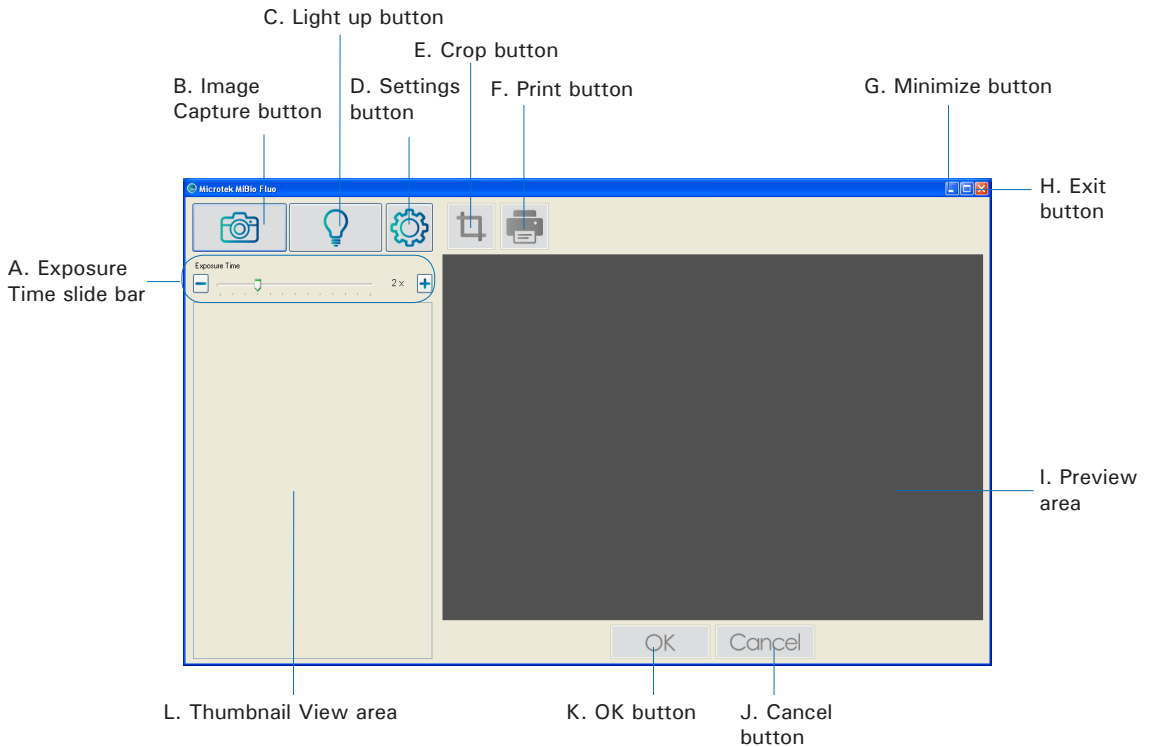 C. Light up button
E. Crop button
B. Image
Capture button
D. Settings
button
F. Print button
G. Minimize button
Microtek MiBio Fluo
H. Exit
button
A. Exposure
Time slide bar
Exposure Time
2 x
I. Preview
area
OK
Cancel
L. Thumbnail View area
K. OK button
J. Cancel
button